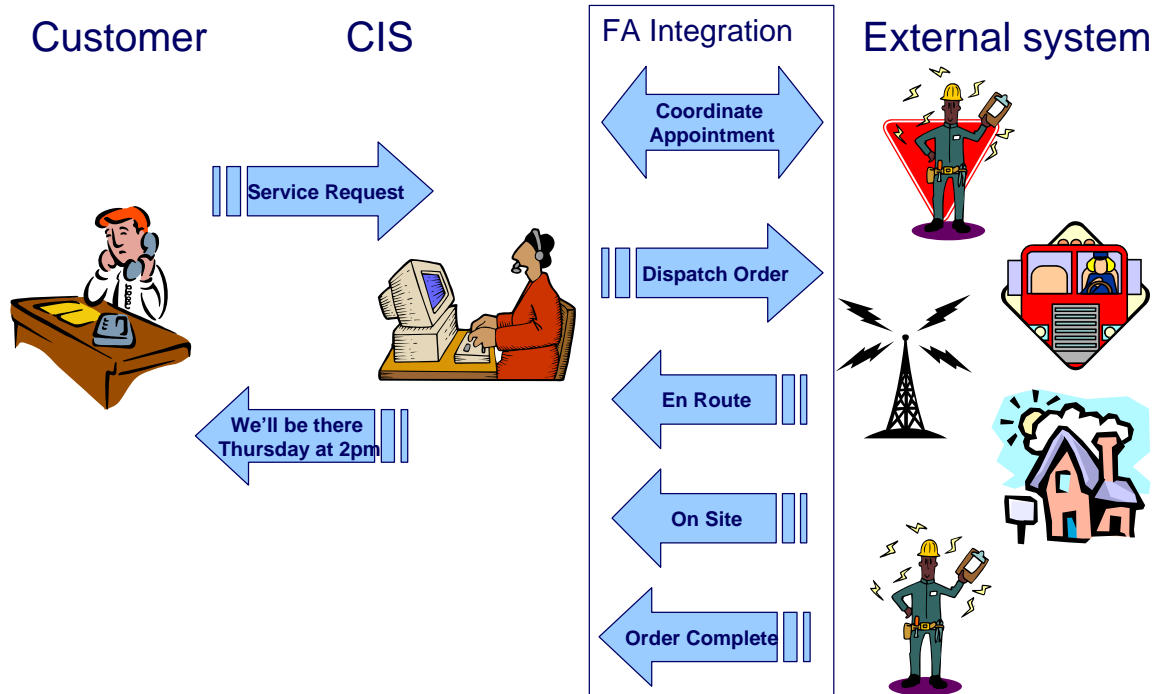 Customer
CIS
FA Integration
External system
Coordinate
Appointment
Service Request
Dispatch Order
En Route
We'll be there
Thursday at 2pm
On Site
Order Complete